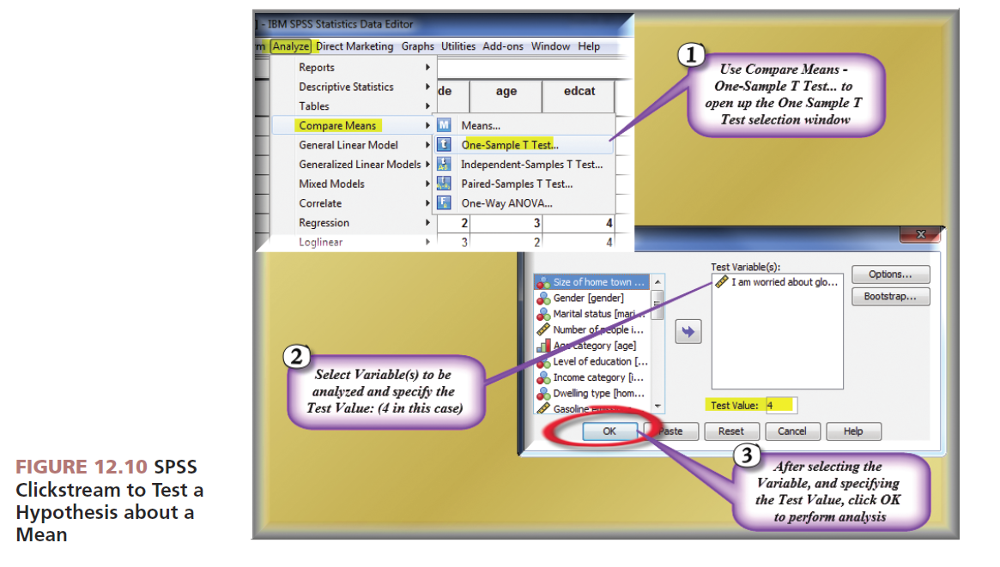 ] - IBM SPSS Statistics Data Editor
rm Analyze Direct Marketing Graphs Utilities Add-ons Window Help
Reports
Descriptive Statistics
Tables
Compare Means
General Linear Model
Generalized Linear Models
Mixed Models
Correlate
Regression
Loglinear
de age edcat
M Means...
t One-Sample T Test...
Independent-Samples T Test...
Paired-Samples T Test...
One-Way ANOVA...
2 3 4
3 2 4
1
Use Compare Means -
One-Sample T Test... to
open up the One Sample T
Test selection window
Size of home town ...
Gender [gender]
Marital status [mari...
Number of people i...
Age category [age]
Level of education [...
Income category [i...
Dwelling type [hom...
Gasoline
Test Variable(s):
I am worried about glo...
Options...
Bootstrap...
Test Value: 4
OK Paste Reset Cancel Help
2
Select Variable(s) to be
analyzed and specify the
Test Value: (4 in this case)
3
After selecting the
Variable, and specifying
the Test Value, click OK
to perform analysis
FIGURE 12.10 SPSS
Clickstream to Test a
Hypothesis about a
Mean